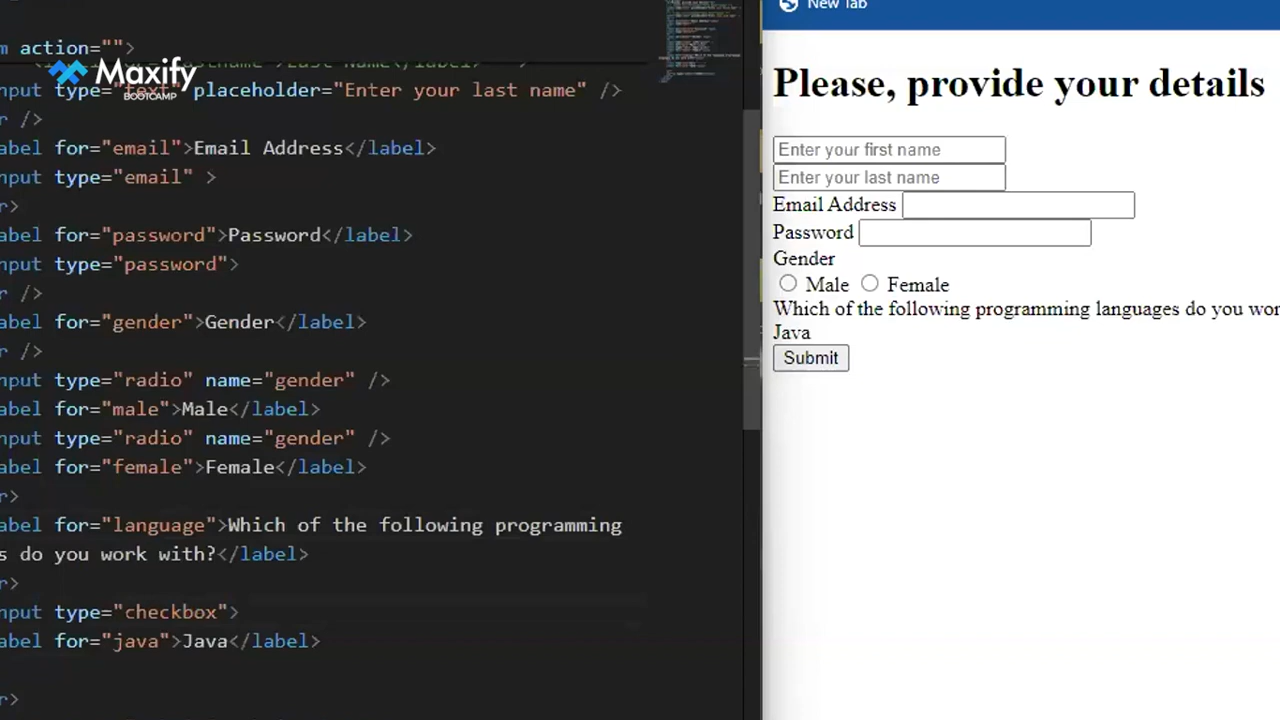 New Tab
m action="">
Maxify
BOOTCAMP
nput type="text" placeholder="Enter your last name" />
r />
abel for="email">Email Address</label>
nput type="email" >
r>
abel for="password">Password</label>
nput type="password">
r />
abel for="gender">Gender</label>
r />
nput type="radio" name="gender" />
abel for="male">Male</label>
nput type="radio" name="gender" />
abel for="female">Female</label>
r>
abel for="language">Which of the following programming
s do you work with?</label>
r>
nput type="checkbox">
abel for="java">Java</label>
r>
Please, provide your details
Enter your first name
Enter your last name
Email Address
Password
Gender
Male Female
Which of the following programming languages do you wor
Java
Submit